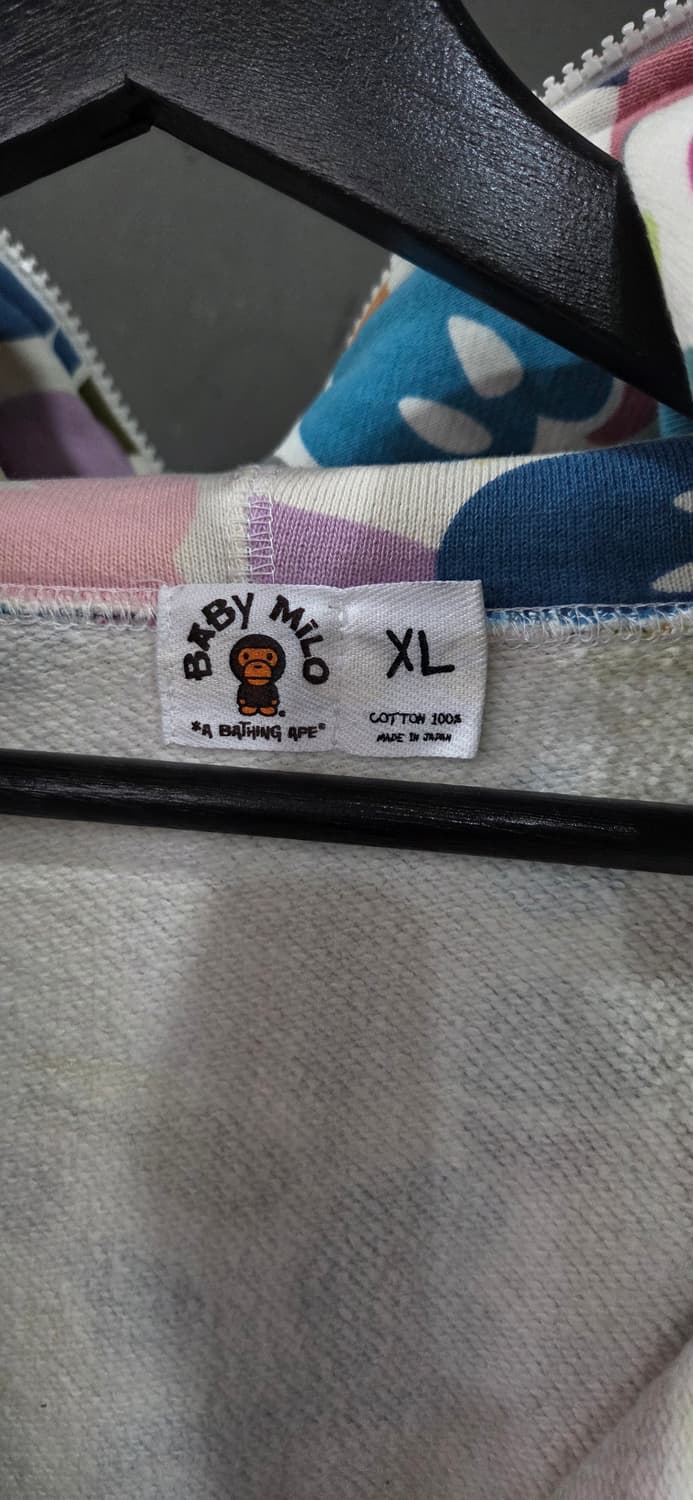 BABY MILO
*A BATHING APE®
XL
COTTON 100%
MADE IN JAPAN